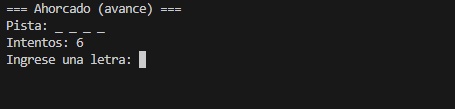 === Ahorcado (avance) ===
Pista: _ _ _ _
Intentos: 6
Ingrese una letra: